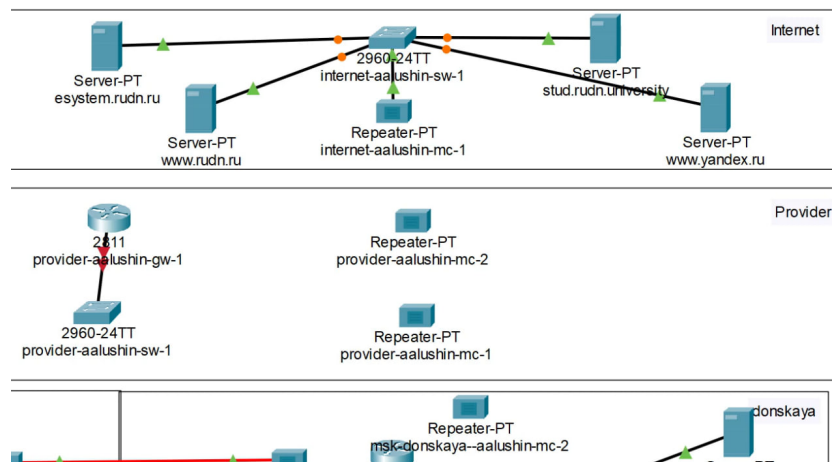 Internet
2960-24TT
internet-aalushin-sw-1
Server-PT
esystem.rudn.ru
Server-PT
stud.rudn.university
Server-PT
www.rudn.ru
Repeater-PT
internet-aalushin-mc-1
Server-PT
www.yandex.ru
Provider
2811
provider-aalushin-gw-1
Repeater-PT
provider-aalushin-mc-2
2960-24TT
provider-aalushin-sw-1
Repeater-PT
provider-aalushin-mc-1
donskaya
Repeater-PT
msk-donskaya--aalushin-mc-2